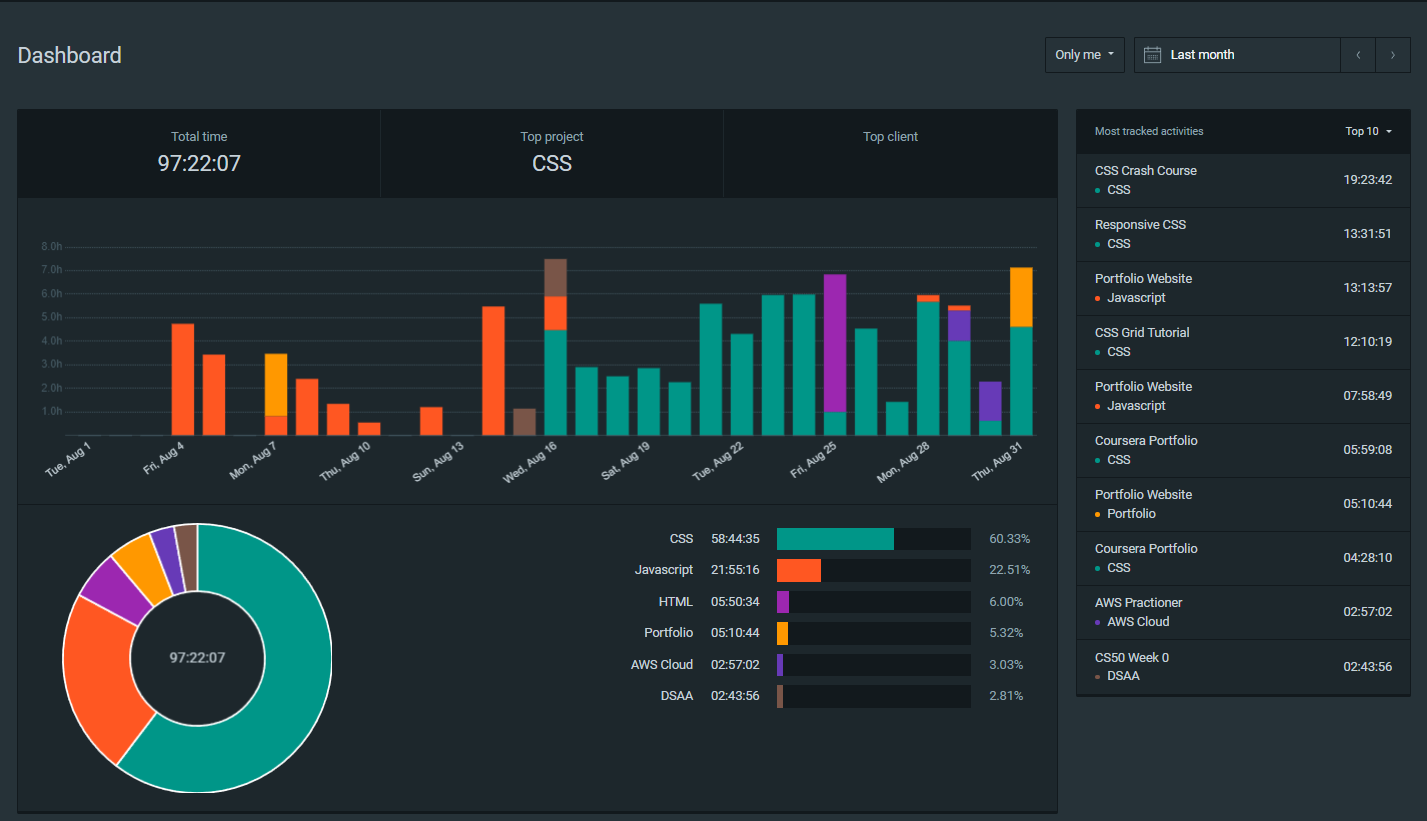 Dashboard
Only me
Last month
Total time
97:22:07
Top project
CSS
Top client
8.0h
7.0h
6.0h
5.0h
4.0h
3.0h
2.0h
1.0h
Tue, Aug 1
Fri, Aug 4
Mon, Aug 7
Thu, Aug 10
Sun, Aug 13
Wed, Aug 16
Sat, Aug 19
Tue, Aug 22
Fri, Aug 25
Mon, Aug 28
Thu, Aug 31
97:22:07
CSS 58:44:35 60.33%
Javascript 21:55:16 22.51%
HTML 05:50:34 6.00%
Portfolio 05:10:44 5.32%
AWS Cloud 02:57:02 3.03%
DSAA 02:43:56 2.81%
Most tracked activities Top 10
CSS Crash Course
CSS
19:23:42
Responsive CSS
CSS
13:31:51
Portfolio Website
Javascript
13:13:57
CSS Grid Tutorial
CSS
12:10:19
Portfolio Website
Javascript
07:58:49
Coursera Portfolio
CSS
05:59:08
Portfolio Website
Portfolio
05:10:44
Coursera Portfolio
CSS
04:28:10
AWS Practioner
AWS Cloud
02:57:02
CS50 Week 0
DSAA
02:43:56